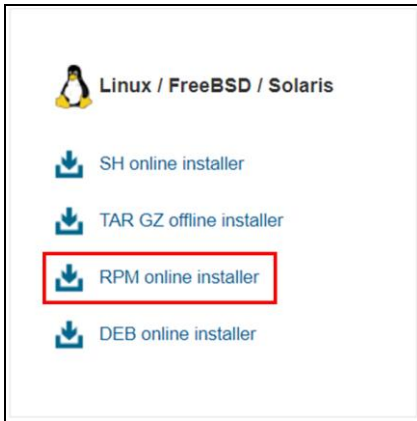 Linux / FreeBSD / Solaris
SH online installer
TAR GZ offline installer
RPM online installer
DEB online installer